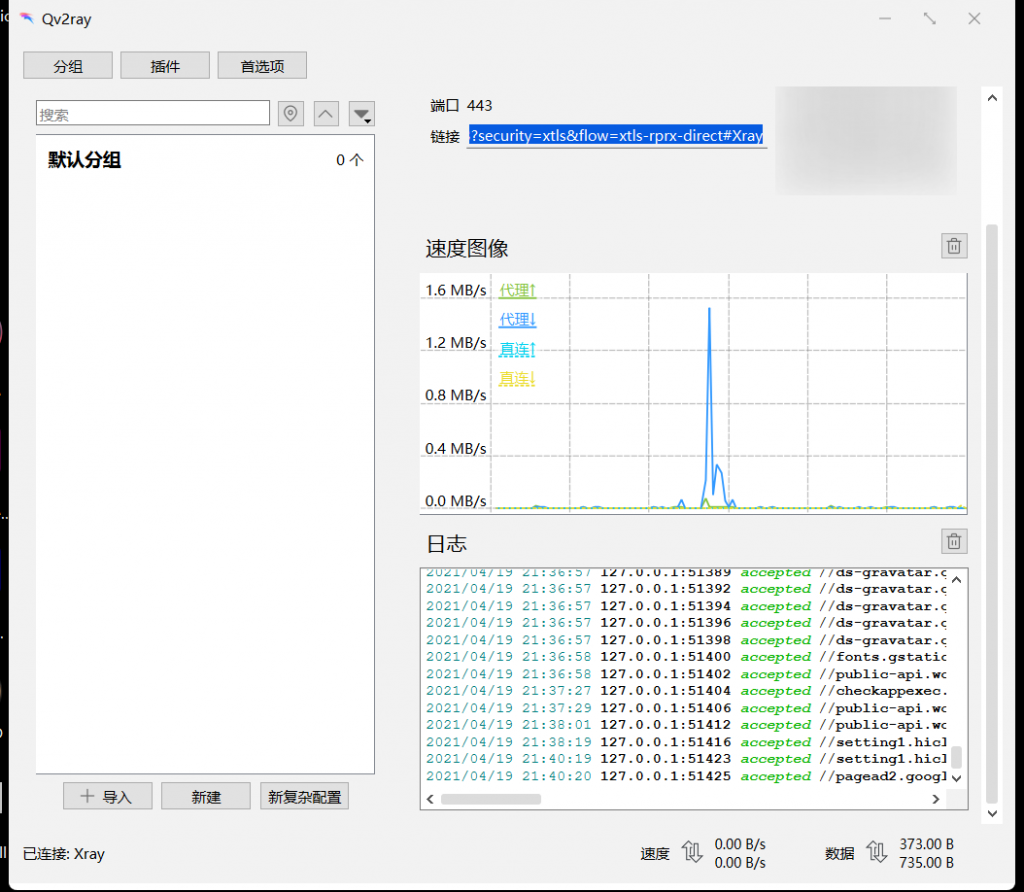 Qv2ray
分组 插件 首选项
搜索
默认分组 0 个
端口 443
链接 ?security=xtls&flow=xtls-rprx-direct#Xray
速度图像
1.6 MB/s
1.2 MB/s
0.8 MB/s
0.4 MB/s
0.0 MB/s
代理↑
代理↓
直连↑
直连↓
日志
2021/04/19 21:36:57 127.0.0.1:51389 accepted //ds-gravatar.c
2021/04/19 21:36:57 127.0.0.1:51392 accepted //ds-gravatar.c
2021/04/19 21:36:57 127.0.0.1:51394 accepted //ds-gravatar.c
2021/04/19 21:36:57 127.0.0.1:51396 accepted //ds-gravatar.c
2021/04/19 21:36:57 127.0.0.1:51398 accepted //ds-gravatar.c
2021/04/19 21:36:58 127.0.0.1:51400 accepted //fonts.gstatic
2021/04/19 21:36:58 127.0.0.1:51402 accepted //public-api.wo
2021/04/19 21:37:27 127.0.0.1:51404 accepted //checkappexec.
2021/04/19 21:37:29 127.0.0.1:51406 accepted //public-api.wo
2021/04/19 21:38:01 127.0.0.1:51412 accepted //public-api.wo
2021/04/19 21:38:19 127.0.0.1:51416 accepted //setting1.hicl
2021/04/19 21:40:19 127.0.0.1:51423 accepted //setting1.hicl
2021/04/19 21:40:20 127.0.0.1:51425 accepted //pagead2.googl
导入 新建 新复杂配置
已连接: Xray
速度 0.00 B/s
0.00 B/s
数据 373.00 B
735.00 B